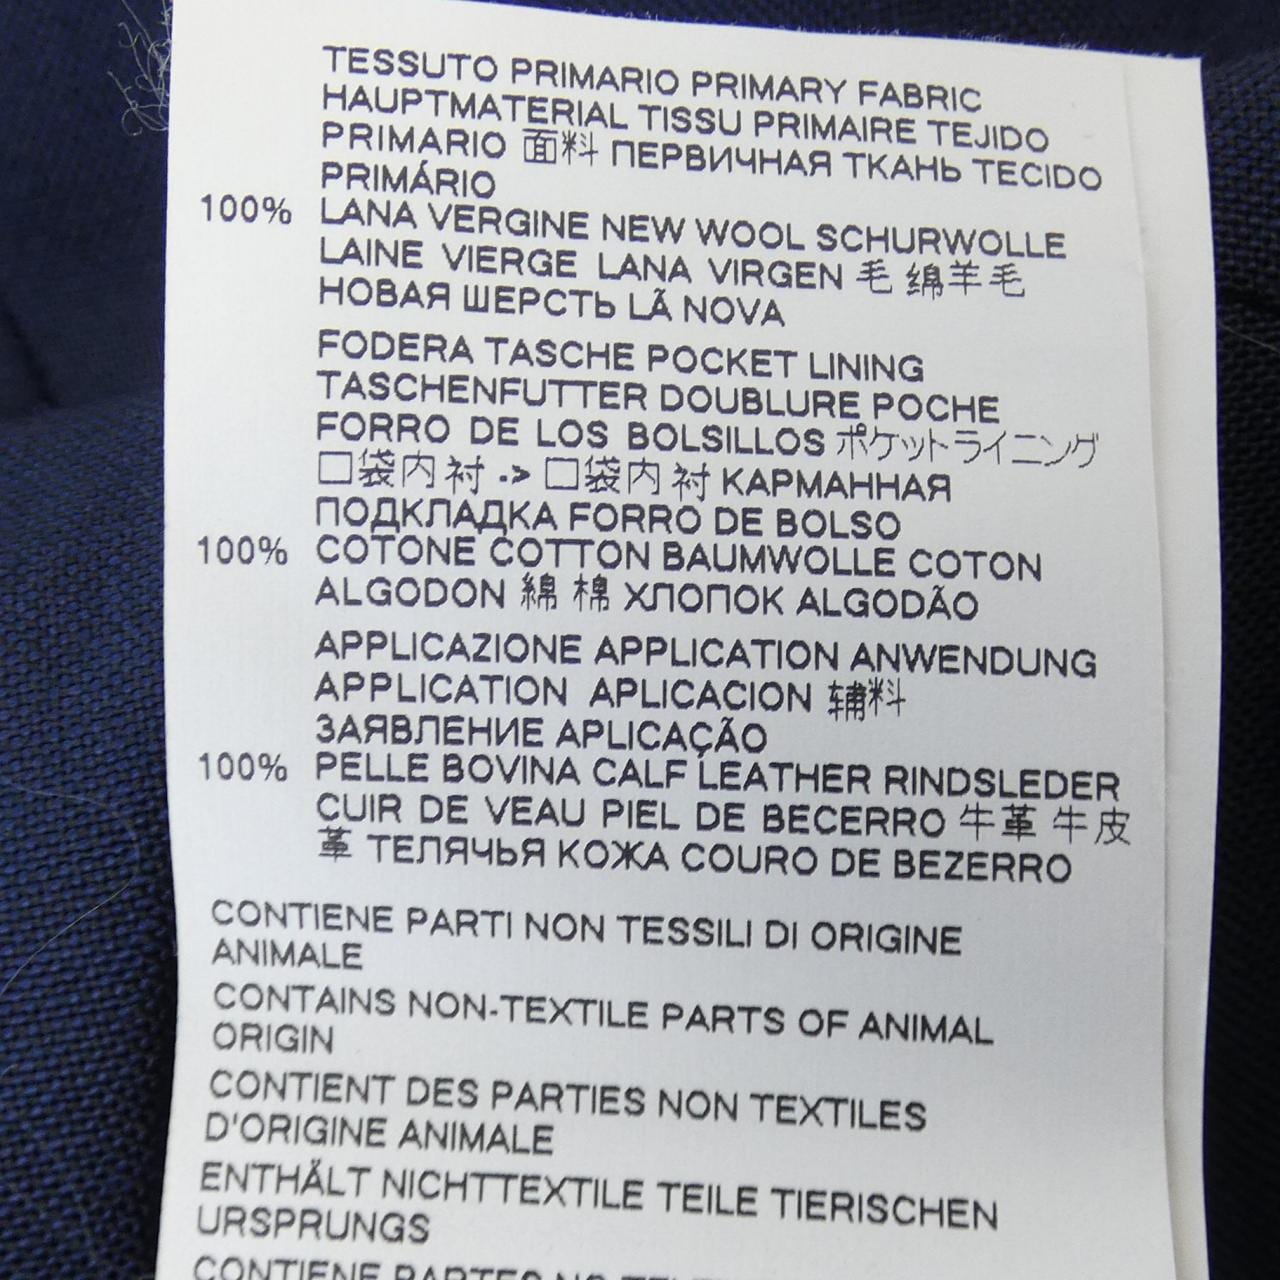 TESSUTO PRIMARIO PRIMARY FABRIC
HAUPTMATERIAL TISSU PRIMAIRE TEJIDO
PRIMARIO 面料 ПЕРВИЧНАЯ ТКАНЬ TECIDO
PRIMÁRIO
100% LANA VERGINE NEW WOOL SCHURWOLLE
LAINE VIERGE LANA VIRGEN 毛 绵羊毛
НОВАЯ ШЕРСТЬ LÃ NOVA
FODERA TASCHE POCKET LINING
TASCHENFUTTER DOUBLURE POCHE
FORRO DE LOS BOLSILLOS ポケットライニング
口袋内衬 -> 口袋内衬 КАРМАННАЯ
ПОДКЛАДКА FORRO DE BOLSO
100% COTONE COTTON BAUMWOLLE COTON
ALGODON 綿 棉 ХЛОПОК ALGODÃO
APPLICAZIONE APPLICATION ANWENDUNG
APPLICATION APLICACION 辅料
ЗАЯВЛЕНИЕ APLICAÇÃO
100% PELLE BOVINA CALF LEATHER RINDSLEDER
CUIR DE VEAU PIEL DE BECERRO 牛革 牛皮
革 ТЕЛЯЧЬЯ КОЖА COURO DE BEZERRO
CONTIENE PARTI NON TESSILI DI ORIGINE
ANIMALE
CONTAINS NON-TEXTILE PARTS OF ANIMAL
ORIGIN
CONTIENT DES PARTIES NON TEXTILES
D'ORIGINE ANIMALE
ENTHÄLT NICHTTEXTILE TEILE TIERISCHEN
URSPRUNGS
CONTIENE PARTES NO